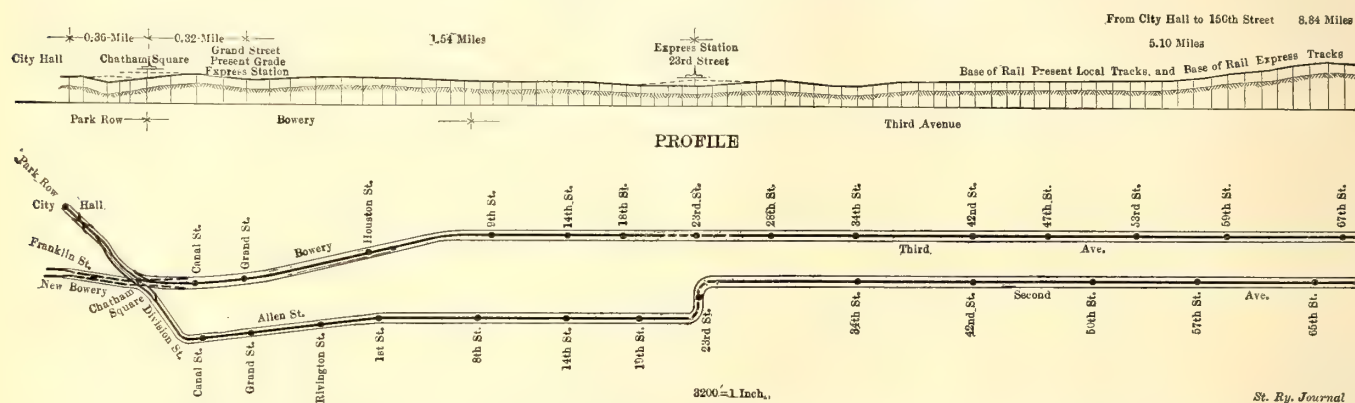 From City Hall to 156th Street 8.84 Miles
0.36-Mile 0.32-Mile 1.54 Miles 5.10 Miles
City Hall
Chatham Square
Grand Street
Present Grade
Express Station
Express Station
23rd Street
Base of Rail Present Local Tracks, and Base of Rail Express Tracks
Park Row
Bowery
Third Avenue
PROFILE
Park Row
City Hall
Franklin St.
New Bowery
Chatham
Square
Division St.
Canal St.
Grand St.
Bowery
Houston St.
9th St.
14th St.
18th St.
23rd St.
28th St.
34th St.
42nd St.
47th St.
53rd St.
59th St.
67th St.
Third Ave.
Canal St.
Grand St.
Allen St.
Rivington St.
1st St.
8th St.
14th St.
19th St.
23rd St.
34th St.
42nd St.
Second Ave.
50th St.
57th St.
65th St.
3200'=1 Inch.
St. Ry. Journal